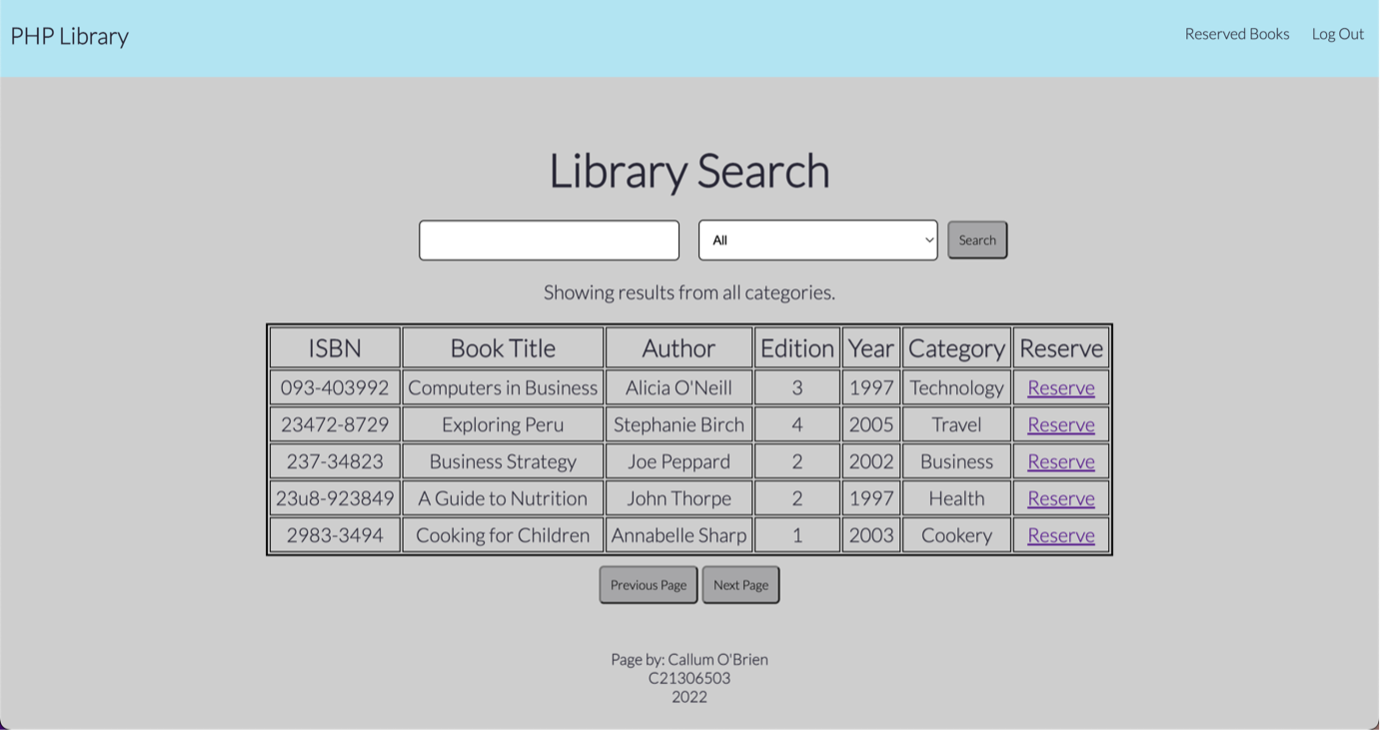 PHP Library Reserved Books Log Out
Library Search
All Search
Showing results from all categories.
ISBN Book Title Author Edition Year Category Reserve
093-403992 Computers in Business Alicia O'Neill 3 1997 Technology Reserve
23472-8729 Exploring Peru Stephanie Birch 4 2005 Travel Reserve
237-34823 Business Strategy Joe Peppard 2 2002 Business Reserve
23u8-923849 A Guide to Nutrition John Thorpe 2 1997 Health Reserve
2983-3494 Cooking for Children Annabelle Sharp 1 2003 Cookery Reserve
Previous Page Next Page
Page by: Callum O'Brien
C21306503
2022